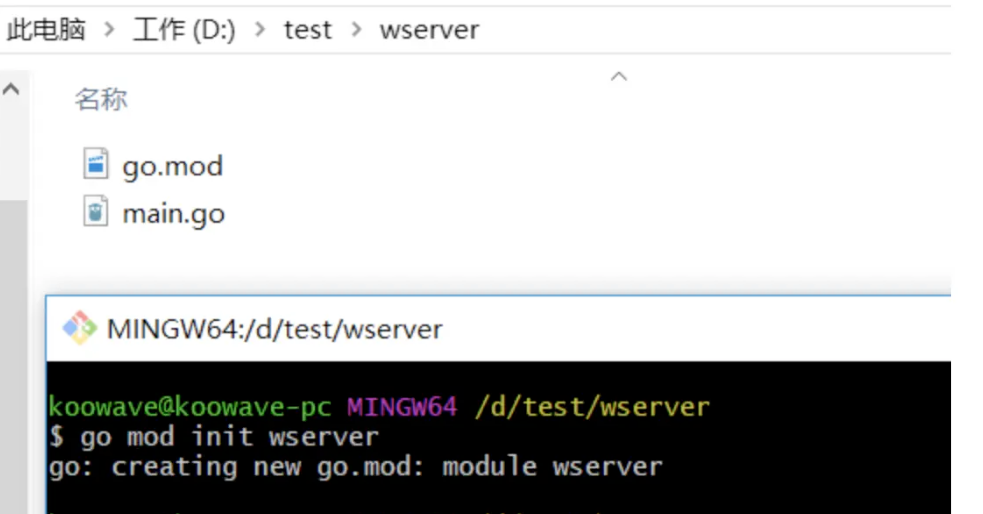 此电脑 > 工作 (D:) > test > wserver
名称
go.mod
main.go
MINGW64:/d/test/wserver
koowave@koowave-pc MINGW64 /d/test/wserver
$ go mod init wserver
go: creating new go.mod: module wserver